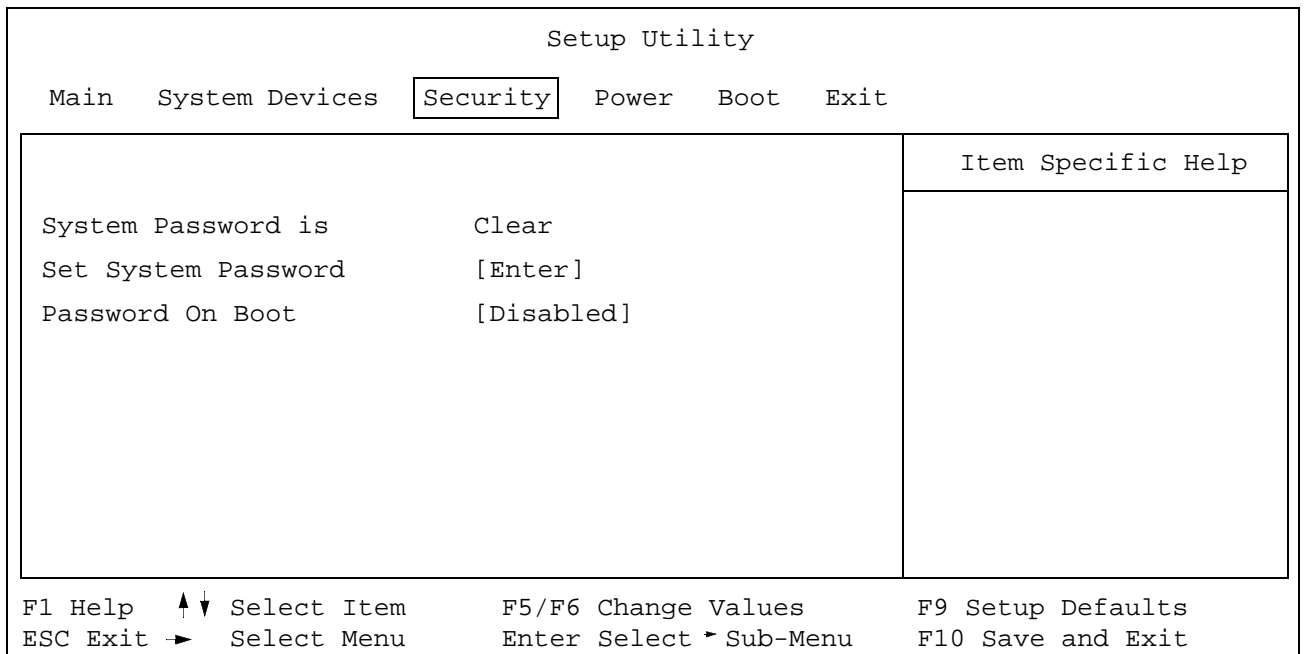 Setup Utility
Main System Devices Security Power Boot Exit
Item Specific Help
System Password is Clear
Set System Password [Enter]
Password On Boot [Disabled]
F1 Help Select Item F5/F6 Change Values F9 Setup Defaults
ESC Exit Select Menu Enter Select Sub-Menu F10 Save and Exit